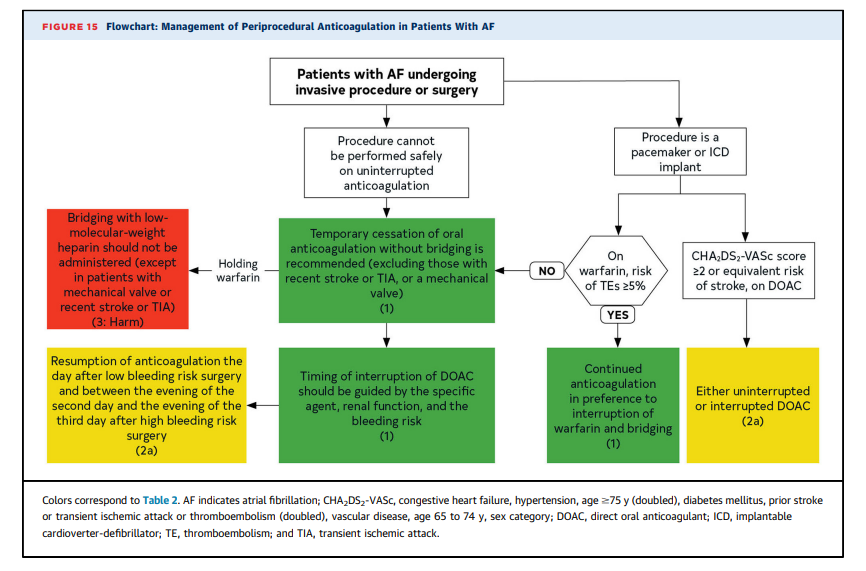 FIGURE 15 Flowchart: Management of Periprocedural Anticoagulation in Patients With AF
Patients with AF undergoing
invasive procedure or surgery
Procedure cannot
be performed safely
on uninterrupted
anticoagulation
Procedure is a
pacemaker or ICD
implant
Bridging with low-
molecular-weight
heparin should not be
administered (except
in patients with
mechanical valve or
recent stroke or TIA)
(3: Harm)
Holding
warfarin
Temporary cessation of oral
anticoagulation without bridging is
recommended (excluding those with
recent stroke or TIA, or a mechanical
valve)
(1)
NO
On
warfarin, risk
of TEs ≥5%
YES
CHA₂DS₂-VASc score
≥2 or equivalent risk
of stroke, on DOAC
Resumption of anticoagulation the
day after low bleeding risk surgery
and between the evening of the
second day and the evening of the
third day after high bleeding risk
surgery
(2a)
Timing of interruption of DOAC
should be guided by the specific
agent, renal function, and the
bleeding risk
(1)
Continued
anticoagulation
in preference to
interruption of
warfarin and bridging
(1)
Either uninterrupted
or interrupted DOAC
(2a)
Colors correspond to Table 2. AF indicates atrial fibrillation; CHA₂DS₂-VASc, congestive heart failure, hypertension, age ≥75 y (doubled), diabetes mellitus, prior stroke
or transient ischemic attack or thromboembolism (doubled), vascular disease, age 65 to 74 y, sex category; DOAC, direct oral anticoagulant; ICD, implantable
cardioverter-defibrillator; TE, thromboembolism; and TIA, transient ischemic attack.